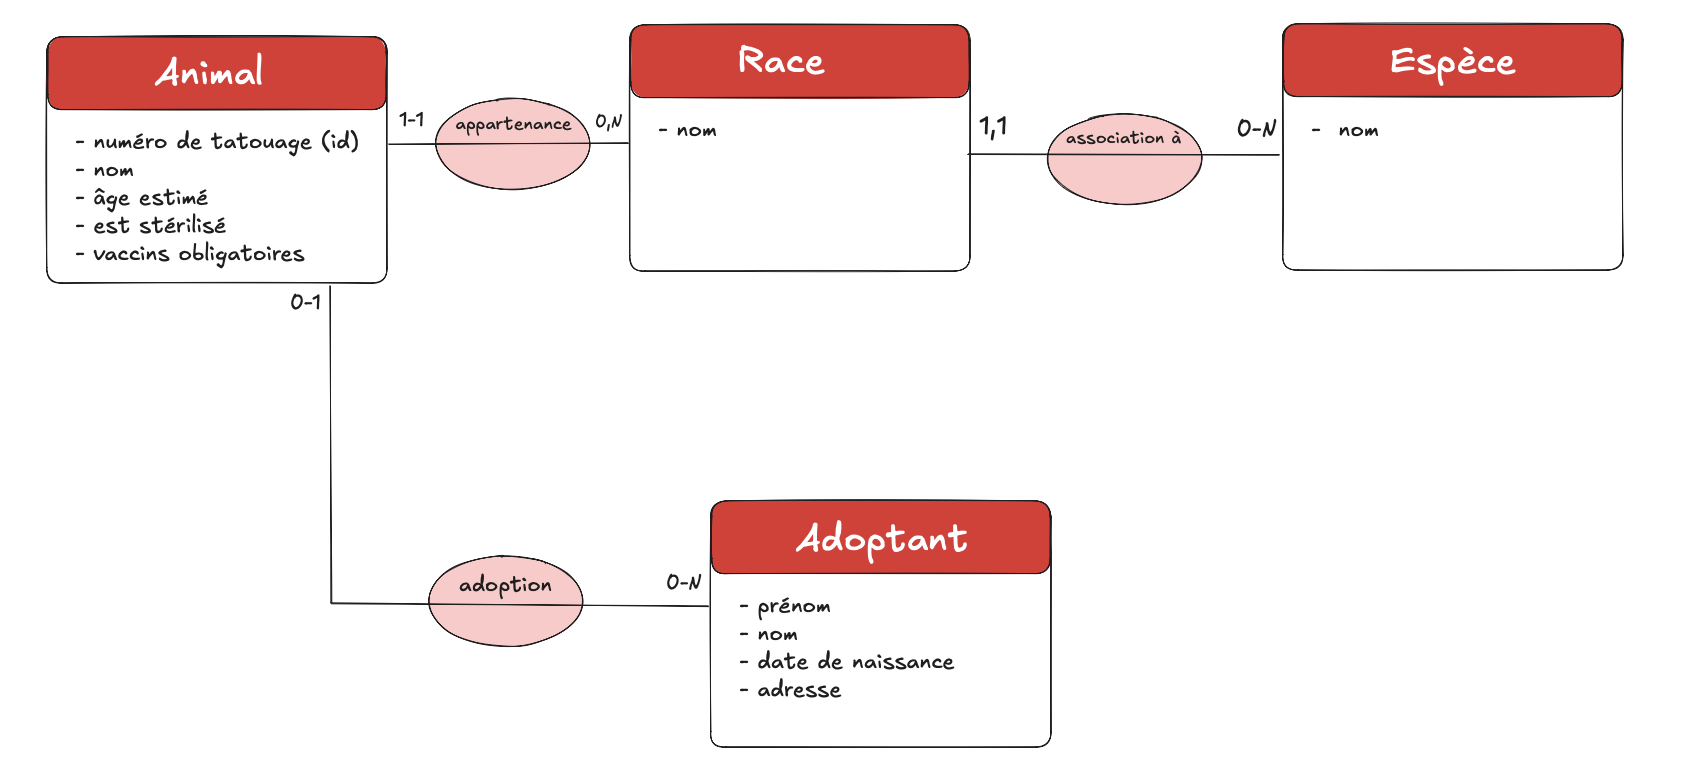 Animal
- numéro de tatouage (id)
- nom
- âge estimé
- est stérilisé
- vaccins obligatoires
1-1
appartenance
0,N
Race
- nom
1,1
association à
0-N
Espèce
- nom
0-1
adoption
0-N
Adoptant
- prénom
- nom
- date de naissance
- adresse